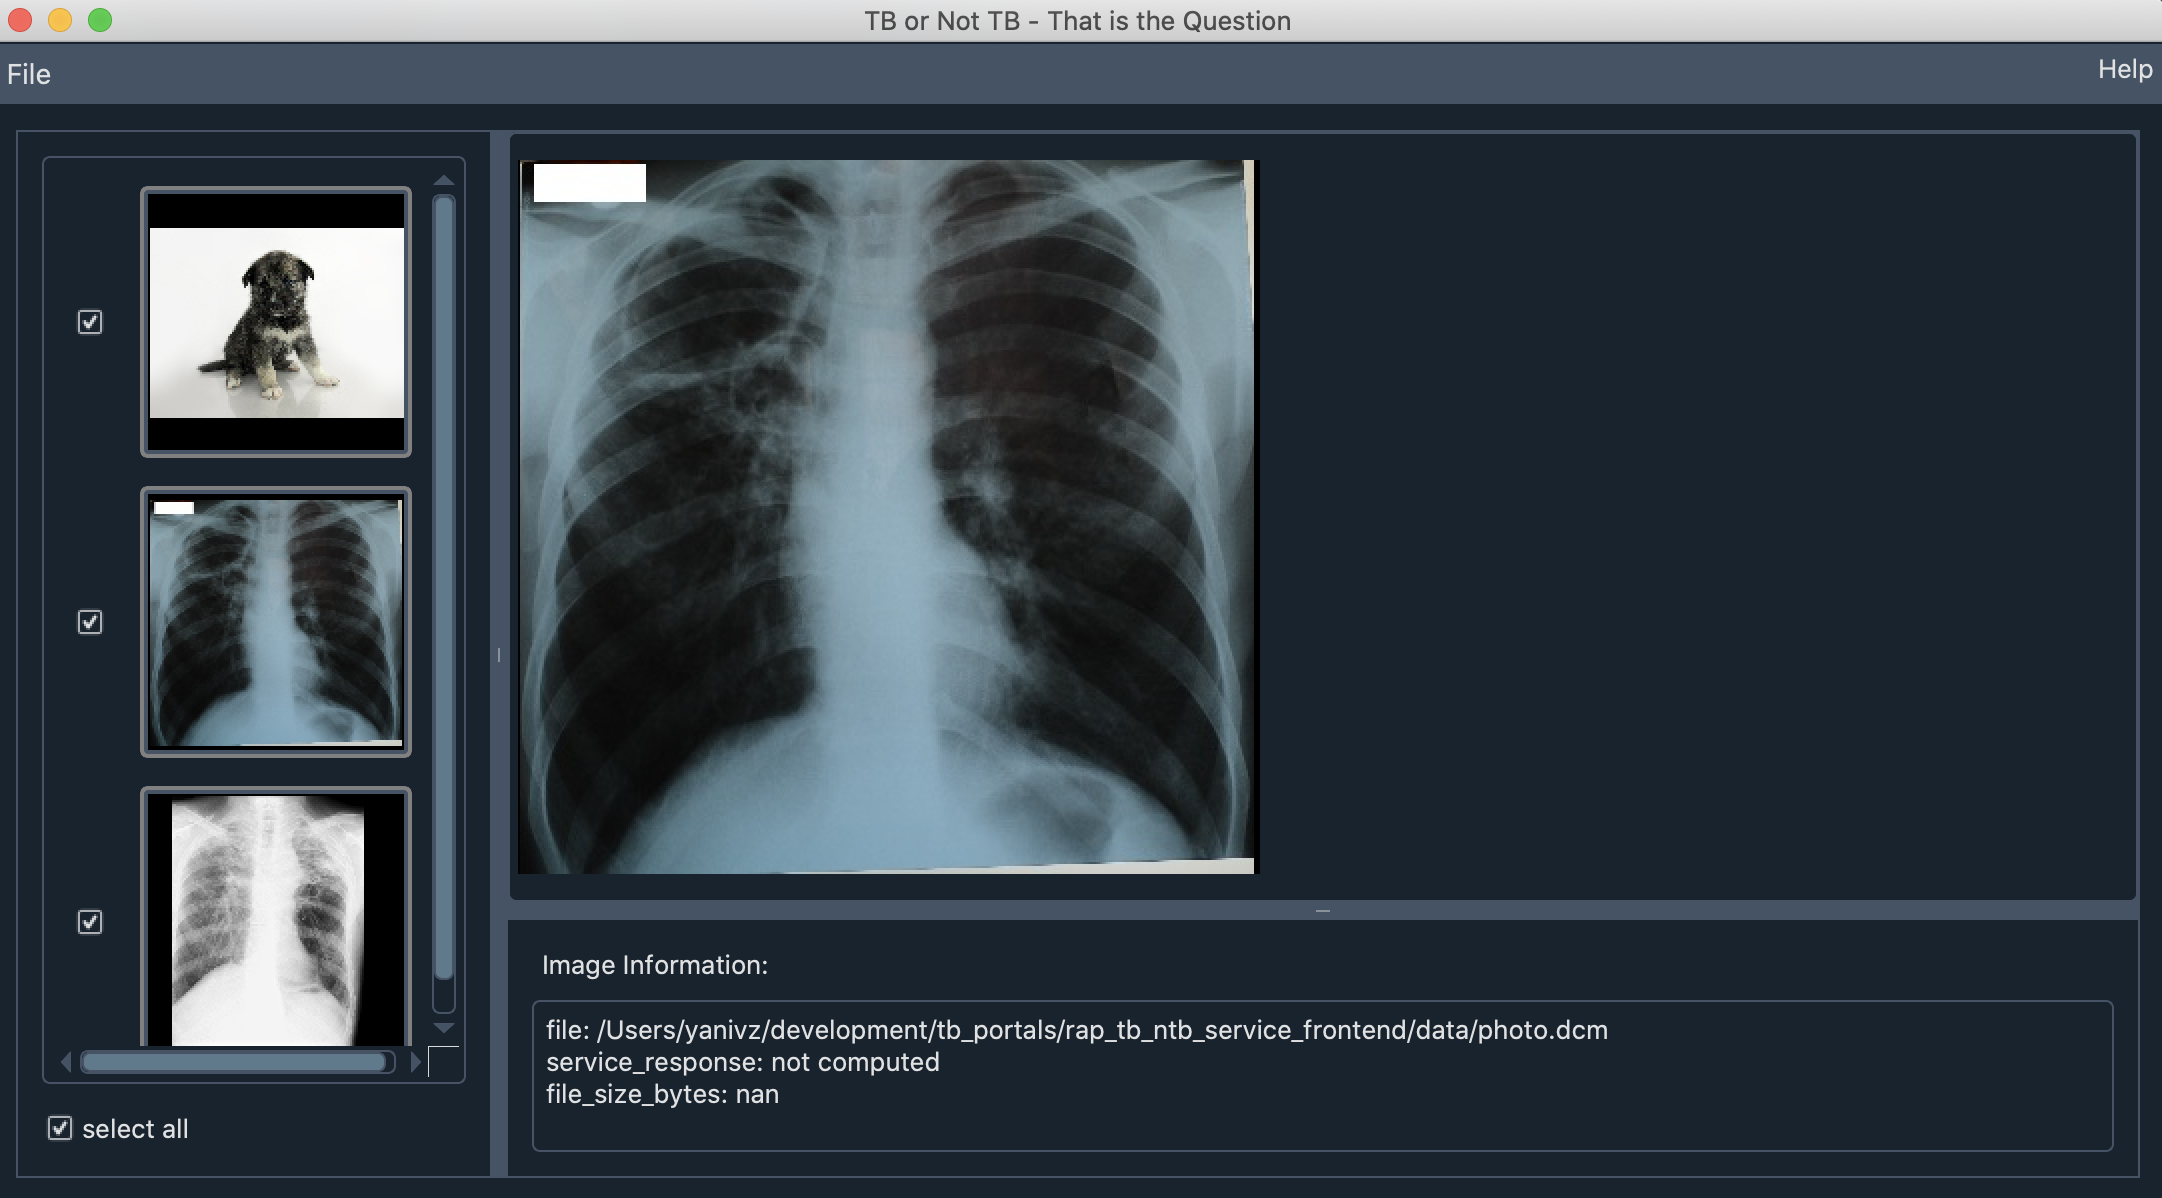 TB or Not TB - That is the Question
File
Help
select all
Image Information:
file: /Users/yanivz/development/tb_portals/rap_tb_ntb_service_frontend/data/photo.dcm
service_response: not computed
file_size_bytes: nan